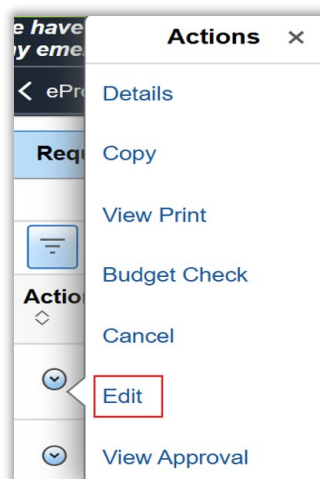 e have
y eme
Actions ×
< ePro
Details
Requ
Copy
View Print
Budget Check
Actio
Cancel
Edit
View Approval